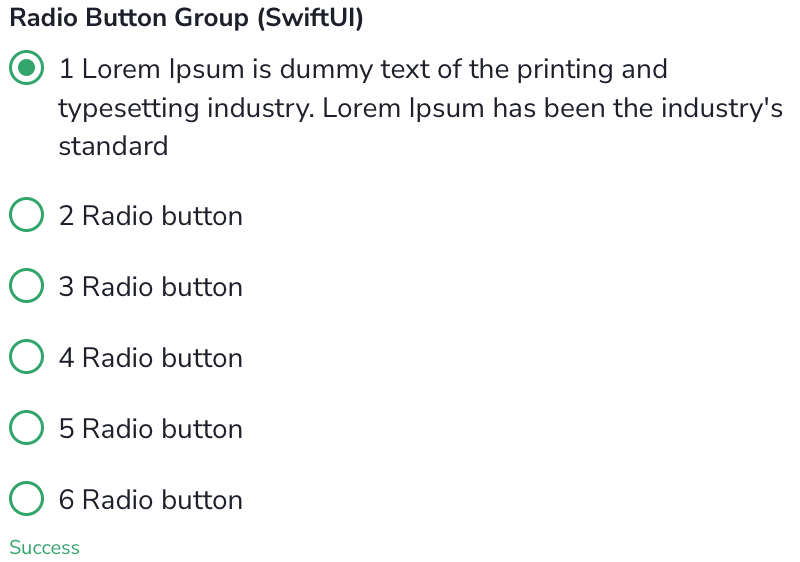 Radio Button Group (SwiftUI)
1 Lorem Ipsum is dummy text of the printing and
typesetting industry. Lorem Ipsum has been the industry's
standard
2 Radio button
3 Radio button
4 Radio button
5 Radio button
6 Radio button
Success